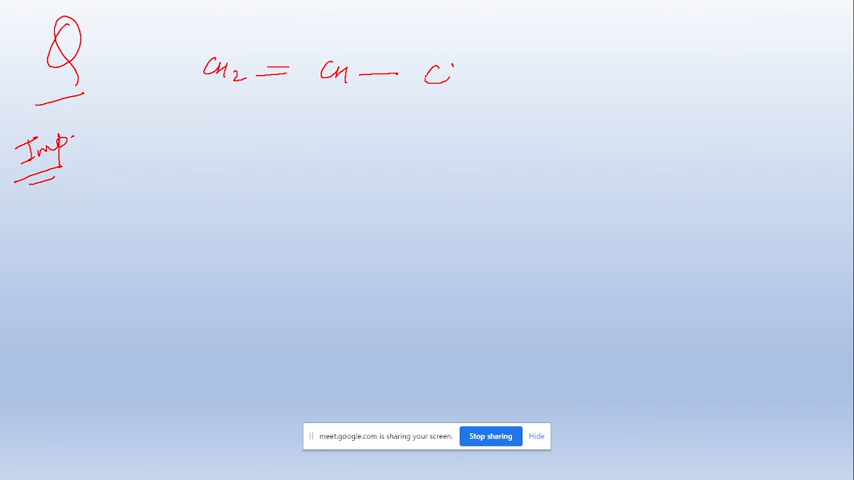 Q
CH2 = CH — C
Imp.
meet.google.com is sharing your screen. Stop sharing Hide